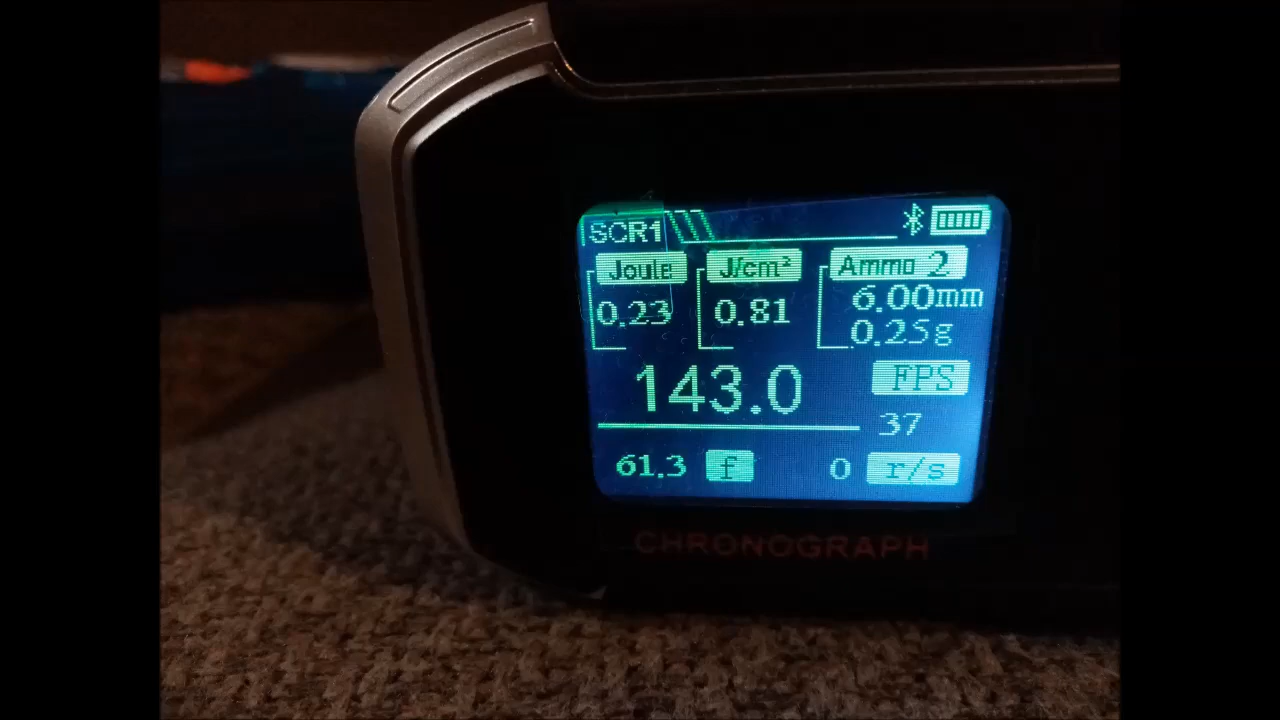 SCR1
Joule J/cm² Ammo 2
0.23 0.81 6.00mm
0.25g
143.0 FPS
37
61.3 f 0 r/s
CHRONOGRAPH